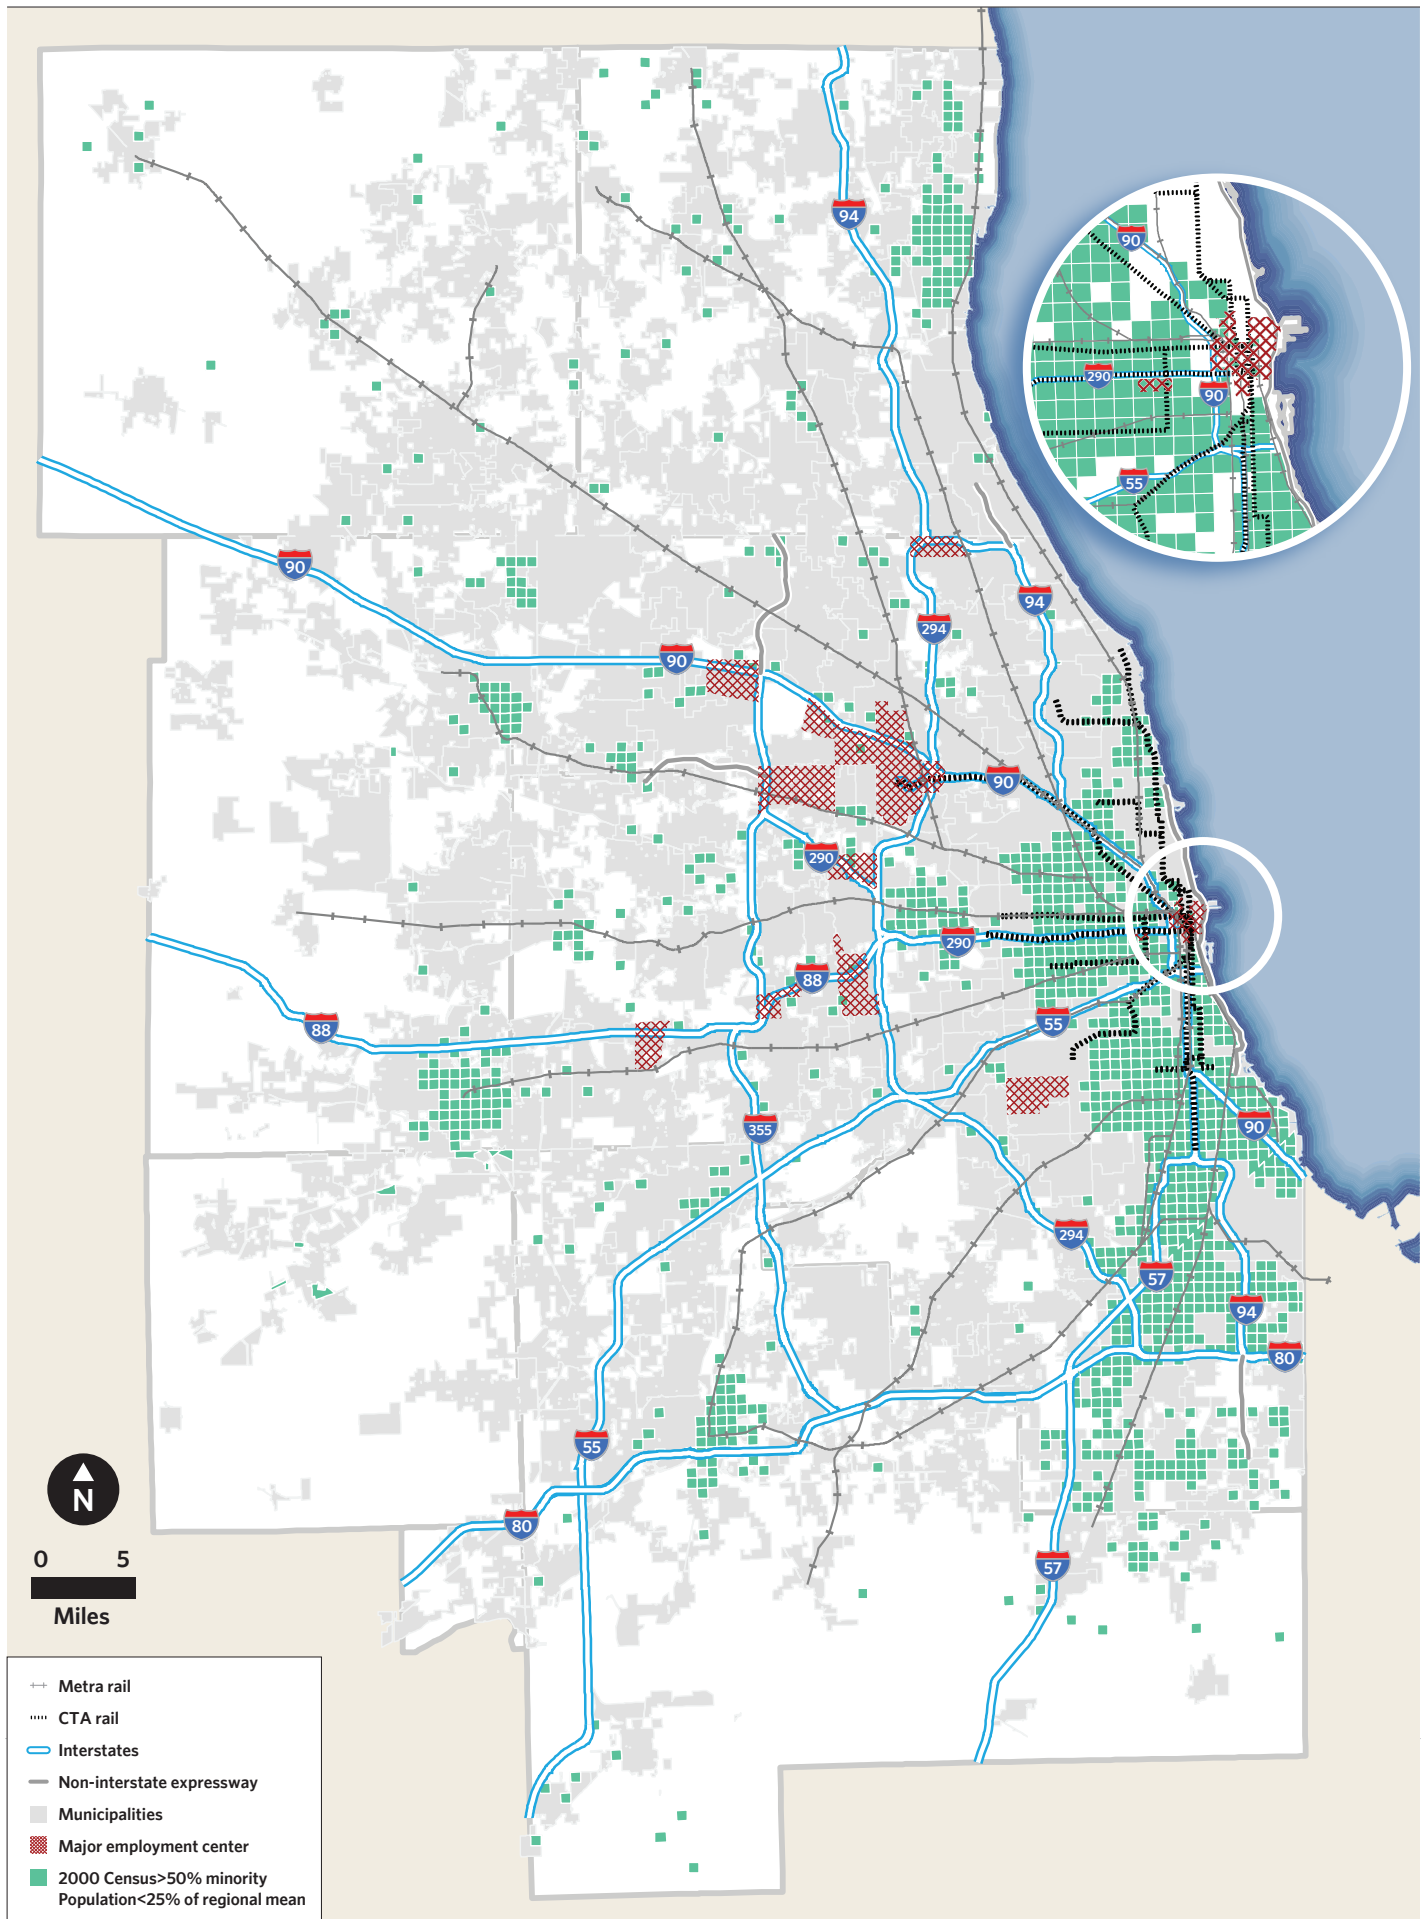 94
90
290
90
55
90
94
294
90
90
290
290
88
55
88
355
90
294
57
94
80
55
80
57
N
0 5
Miles
Metra rail
CTA rail
Interstates
Non-interstate expressway
Municipalities
Major employment center
2000 Census>50% minority
Population<25% of regional mean